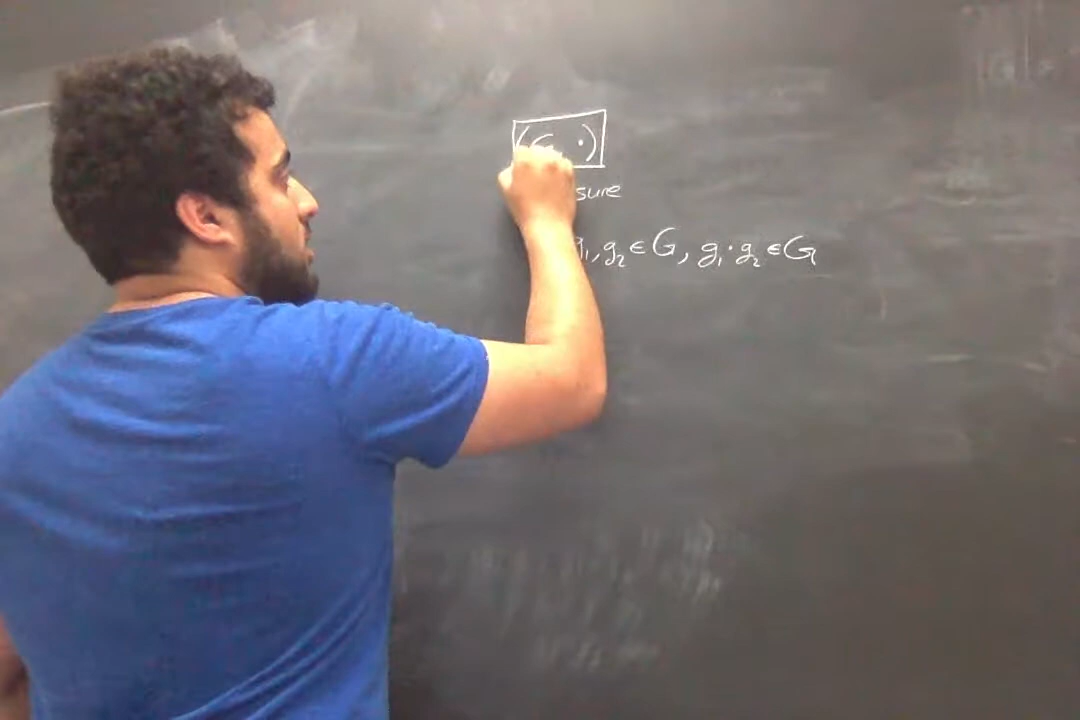 (G ·)
sure
g₁, g₂ ∈ G, g₁·g₂ ∈ G